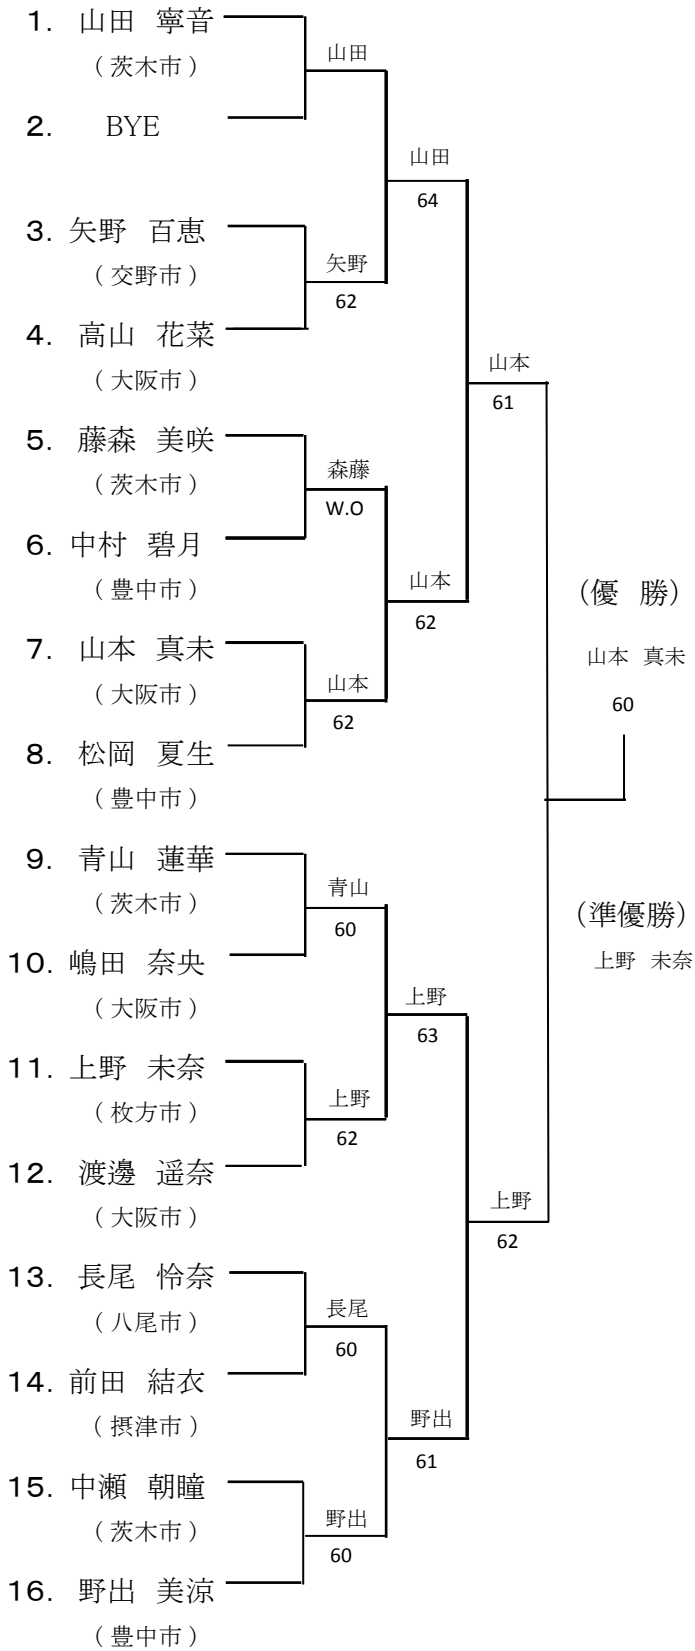 1. 山田 寧音
（茨木市）
2. BYE
3. 矢野 百恵
（交野市）
4. 高山 花菜
（大阪市）
5. 藤森 美咲
（茨木市）
6. 中村 碧月
（豊中市）
7. 山本 真未
（大阪市）
8. 松岡 夏生
（豊中市）
9. 青山 蓮華
（茨木市）
10. 嶋田 奈央
（大阪市）
11. 上野 未奈
（枚方市）
12. 渡邊 遥奈
（大阪市）
13. 長尾 怜奈
（八尾市）
14. 前田 結衣
（摂津市）
15. 中瀬 朝瞳
（茨木市）
16. 野出 美涼
（豊中市）
山田
矢野
62
森藤
W.O
山本
62
青山
60
上野
62
長尾
60
野出
60
山田
64
山本
62
上野
63
野出
61
山本
61
上野
62
(優 勝)
山本 真未
60
(準優勝)
上野 未奈